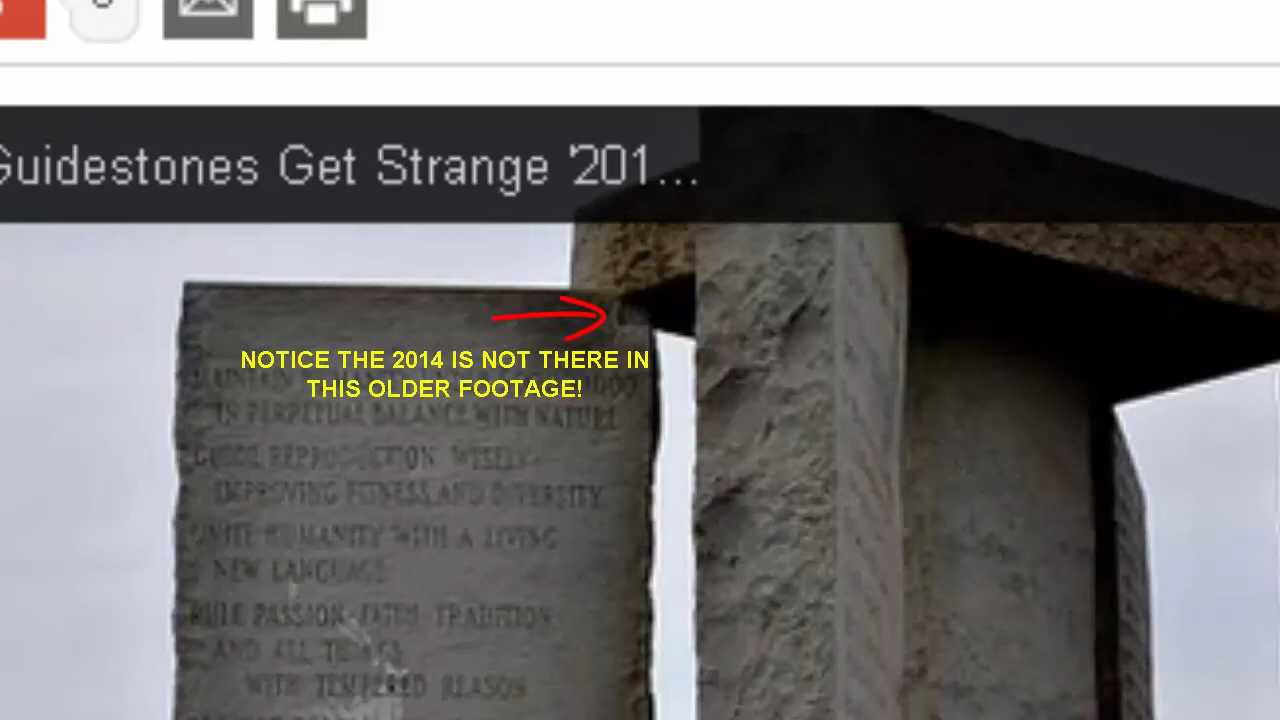 Guidestones Get Strange '201...
NOTICE THE 2014 IS NOT THERE IN
THIS OLDER FOOTAGE!
IN PERPETUAL BALANCE WITH NATURE
GUIDE REPRODUCTION WISELY
IMPROVING FITNESS AND DIVERSITY
UNITE HUMANITY WITH A LIVING
NEW LANGUAGE
RULE PASSION FAITH TRADITION
AND ALL THINGS
WITH TEMPERED REASON